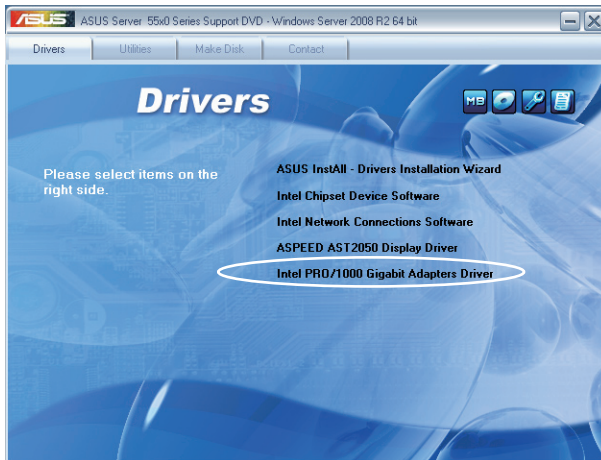 ASUS ASUS Server 55x0 Series Support DVD - Windows Server 2008 R2 64 bit
Drivers Utilities Make Disk Contact
Drivers
MB
Please select items on the
right side.
ASUS InstAll - Drivers Installation Wizard
Intel Chipset Device Software
Intel Network Connections Software
ASPEED AST2050 Display Driver
Intel PRO/1000 Gigabit Adapters Driver